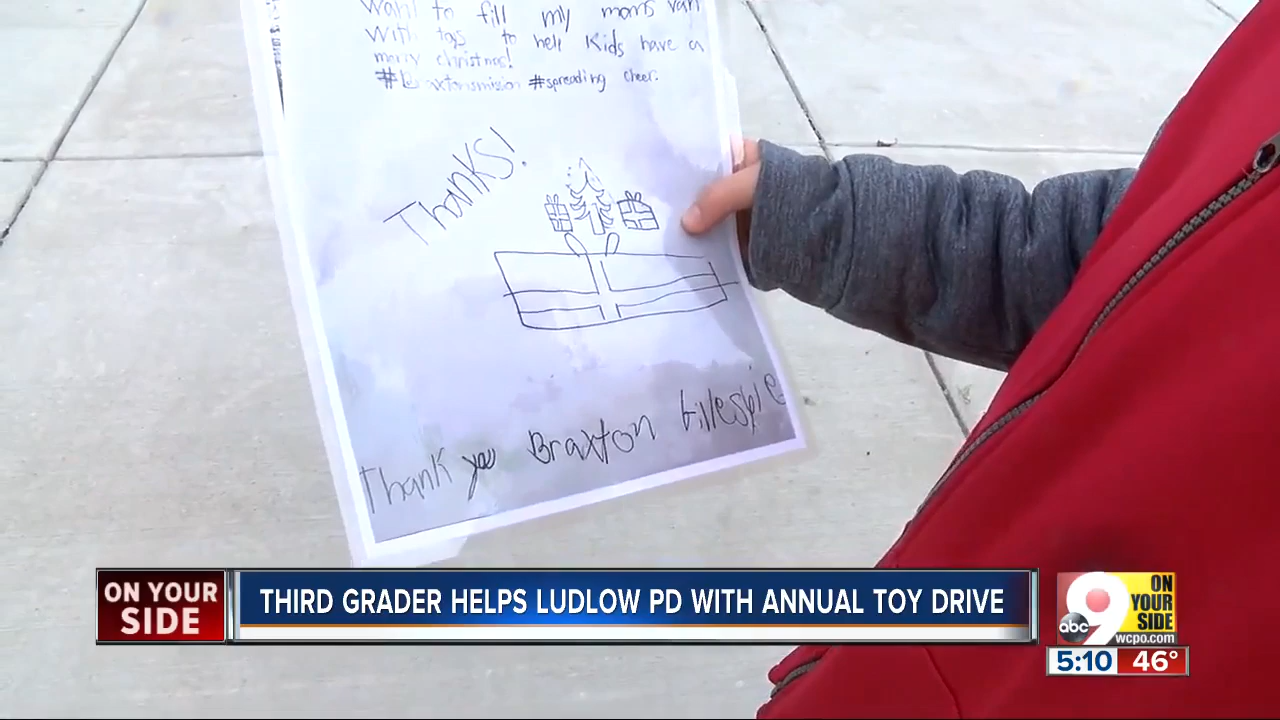 Want to fill my moms van
With toys to help Kids have a
merry christmas!
#Braxtonsmission #spreading cheer.
Thanks!
Thank you Braxton Gillespie
ON YOUR
SIDE
THIRD GRADER HELPS LUDLOW PD WITH ANNUAL TOY DRIVE
abc 9 ON
YOUR
SIDE
wcpo.com
5:10 46°